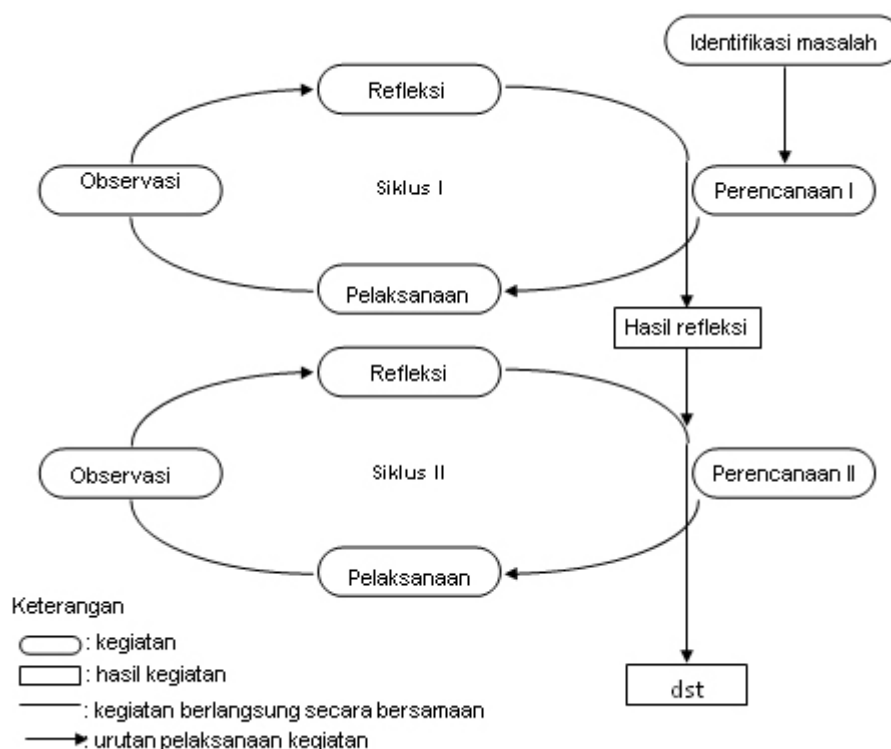 Identifikasi masalah
Refleksi
Observasi
Siklus I
Perencanaan I
Pelaksanaan
Hasil refleksi
Refleksi
Observasi
Siklus II
Perencanaan II
Pelaksanaan
Keterangan
: kegiatan
: hasil kegiatan
dst
: kegiatan berlangsung secara bersamaan
: urutan pelaksanaan kegiatan